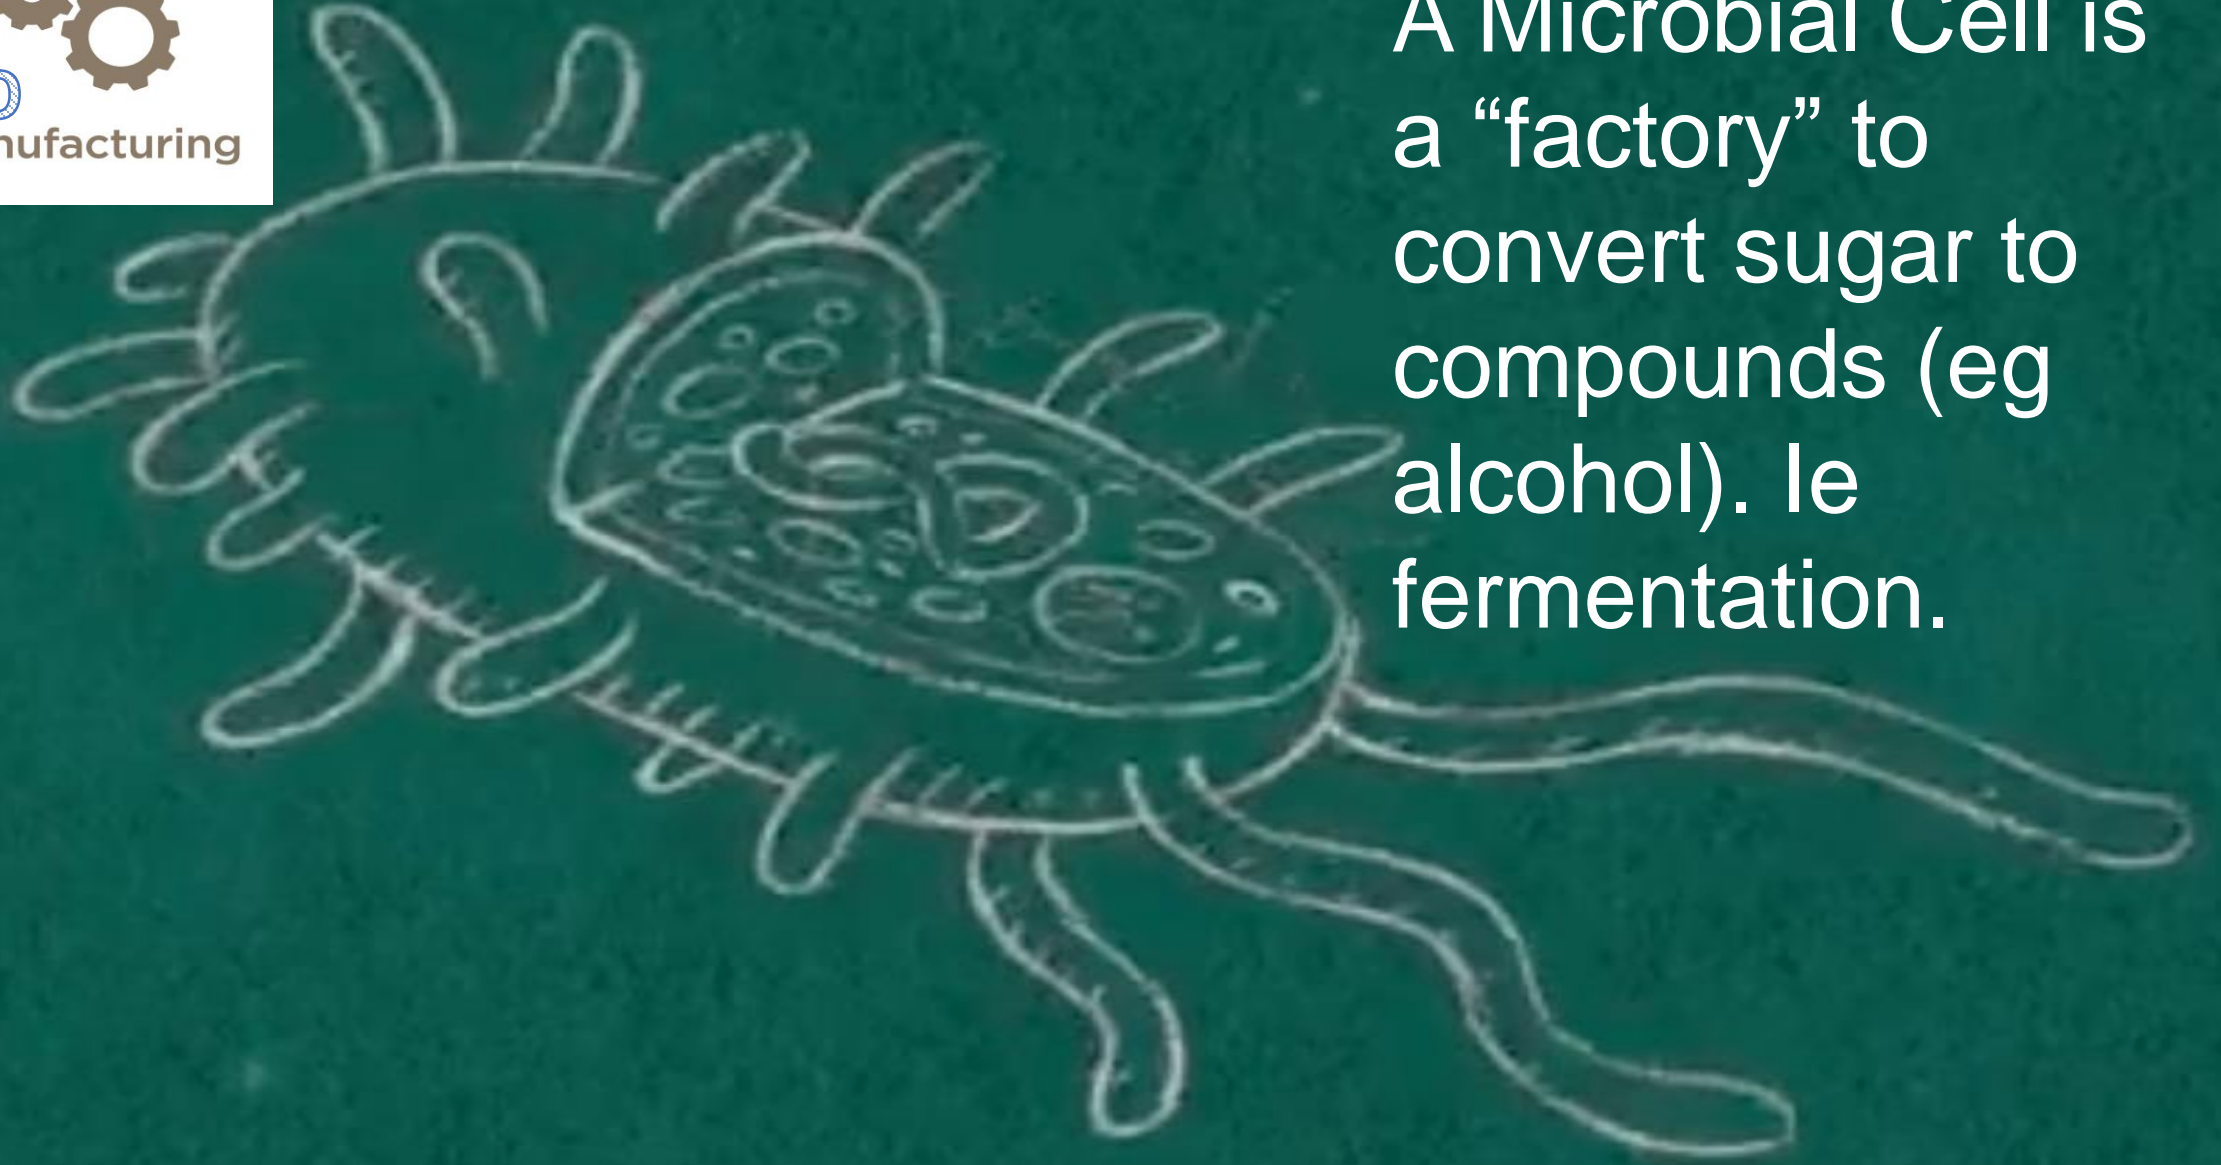 nufacturing
A Microbial Cell is
a “factory” to
convert sugar to
compounds (eg
alcohol). Ie
fermentation.